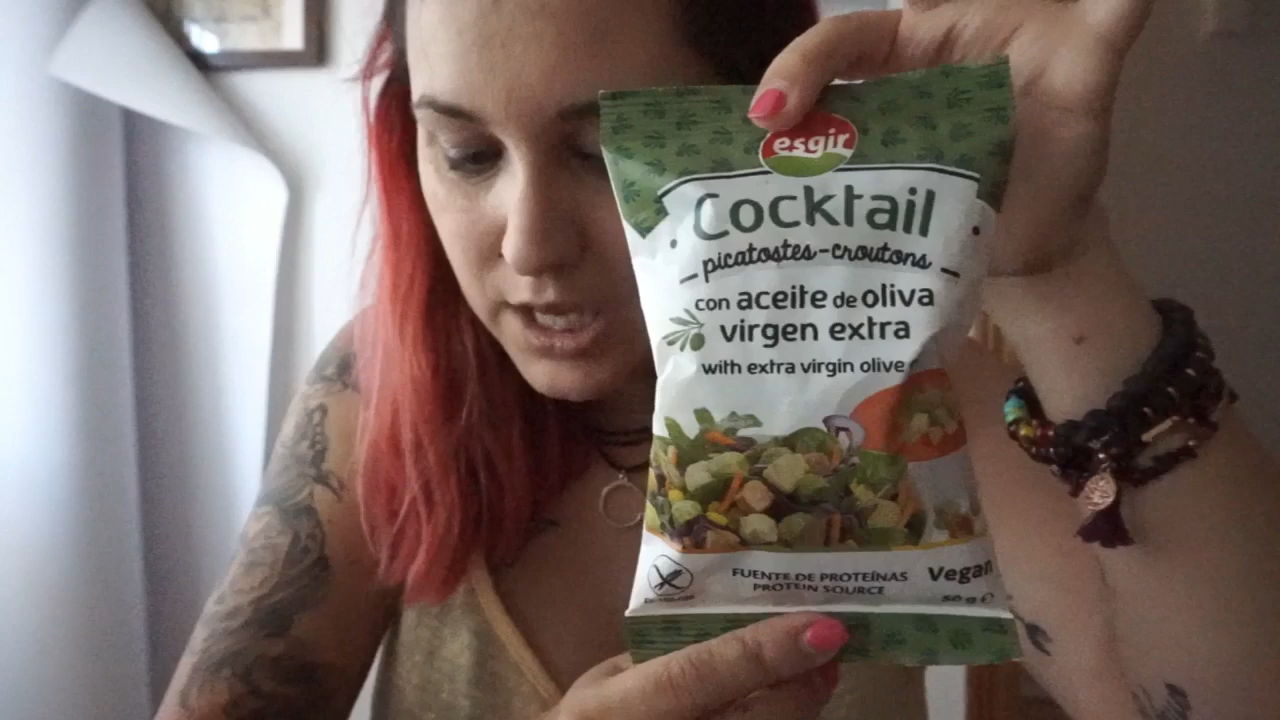 esgir
Cocktail
picatostes-croutons
con aceite de oliva
virgen extra
with extra virgin olive
FUENTE DE PROTEÍNAS
PROTEIN SOURCE
Vegan
50 g e